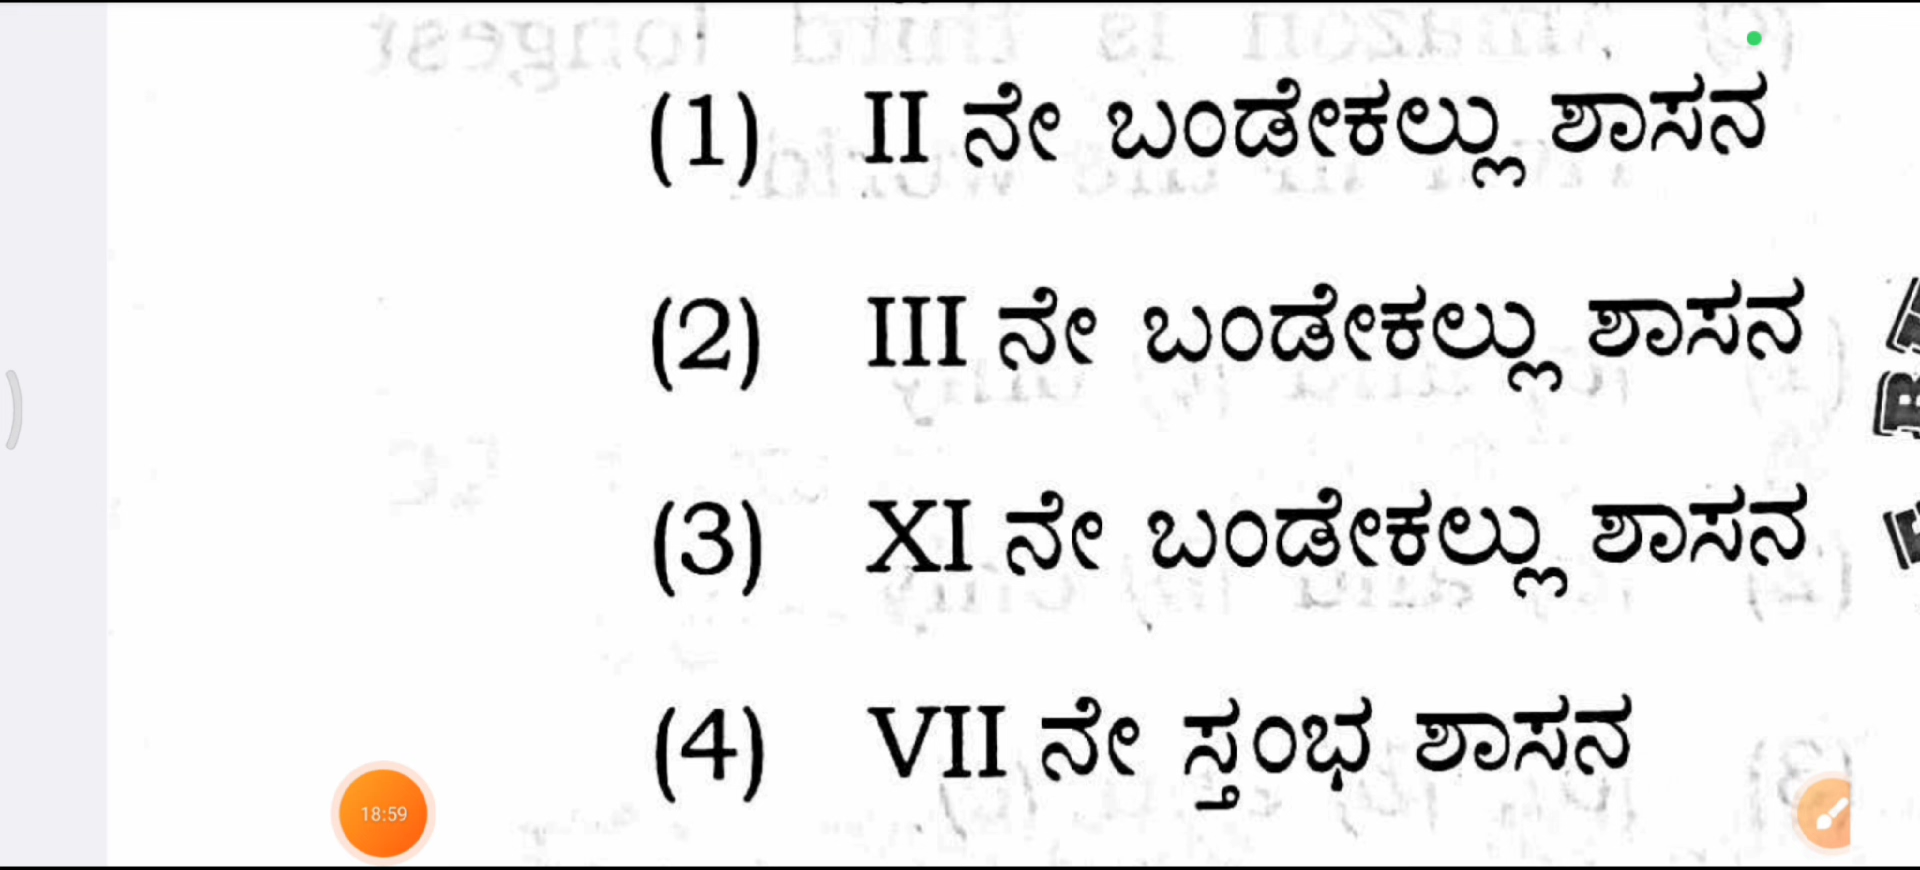 (1) II ನೇ ಬಂಡೇಕಲ್ಲು ಶಾಸನ
(2) III ನೇ ಬಂಡೇಕಲ್ಲು ಶಾಸನ
(3) XI ನೇ ಬಂಡೇಕಲ್ಲು ಶಾಸನ
(4) VII ನೇ ಸ್ತಂಭ ಶಾಸನ
18:59